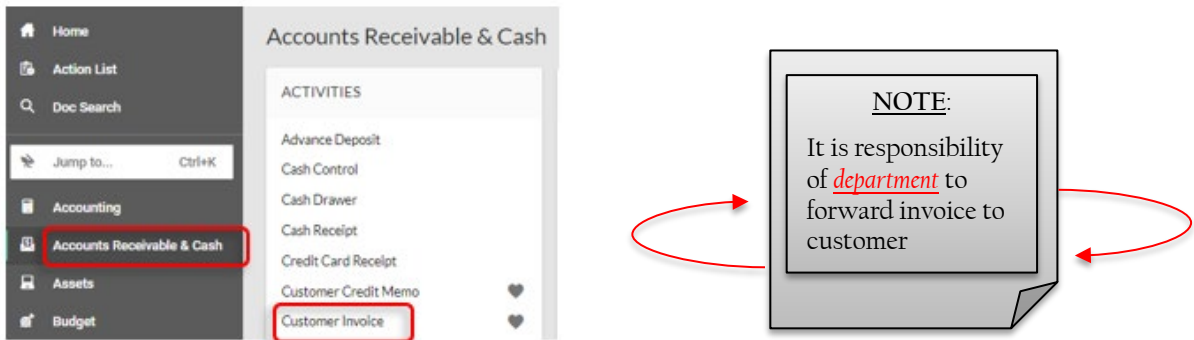 Home
Action List
Doc Search
Jump to... Ctrl+K
Accounting
Accounts Receivable & Cash
Assets
Budget
Accounts Receivable & Cash
ACTIVITIES
Advance Deposit
Cash Control
Cash Drawer
Cash Receipt
Credit Card Receipt
Customer Credit Memo
Customer Invoice
NOTE:
It is responsibility
of department to
forward invoice to
customer